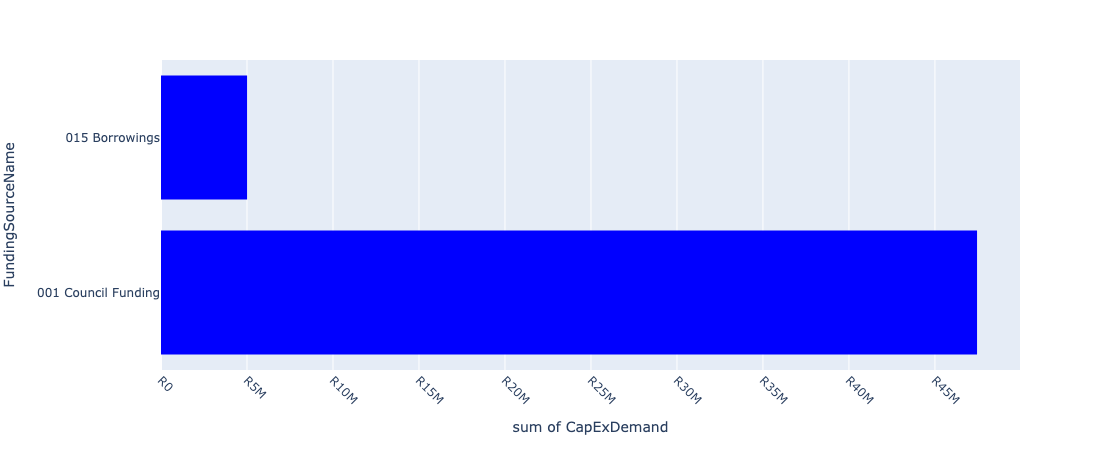 FundingSourceName
015 Borrowings
001 Council Funding
R0
R5M
R10M
R15M
R20M
R25M
R30M
R35M
R40M
R45M
sum of CapExDemand